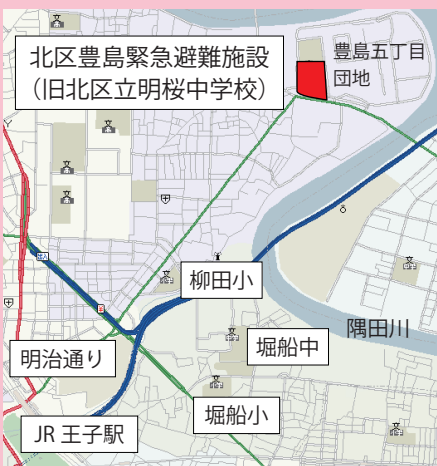 北区豊島緊急避難施設
（旧北区立明桜中学校）
豊島五丁目
団地
柳田小
隅田川
明治通り
堀船中
堀船小
JR 王子駅